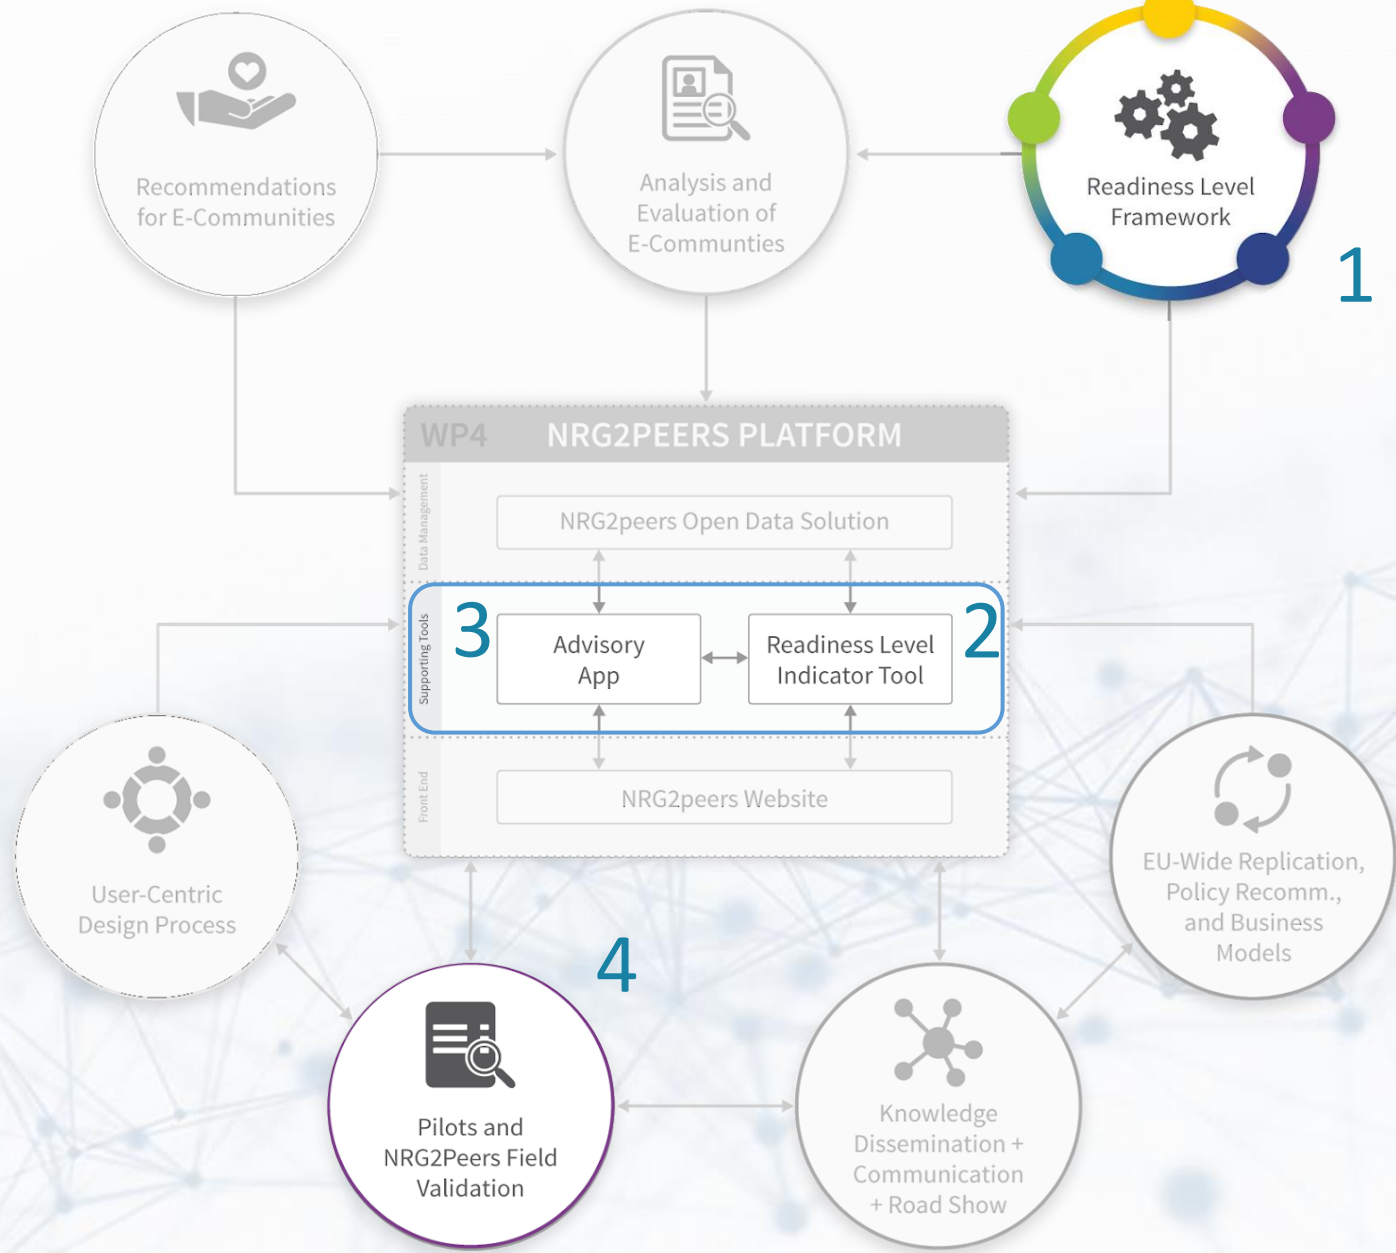 Recommendations
for E-Communities
Analysis and
Evaluation of
E-Communties
Readiness Level
Framework
1
WP4 NRG2PEERS PLATFORM
Data Management
NRG2peers Open Data Solution
Supporting Tools
3
Advisory
App
Readiness Level
Indicator Tool
2
Front End
NRG2peers Website
User-Centric
Design Process
EU-Wide Replication,
Policy Recomm.,
and Business
Models
4
Pilots and
NRG2Peers Field
Validation
Knowledge
Dissemination +
Communication
+ Road Show